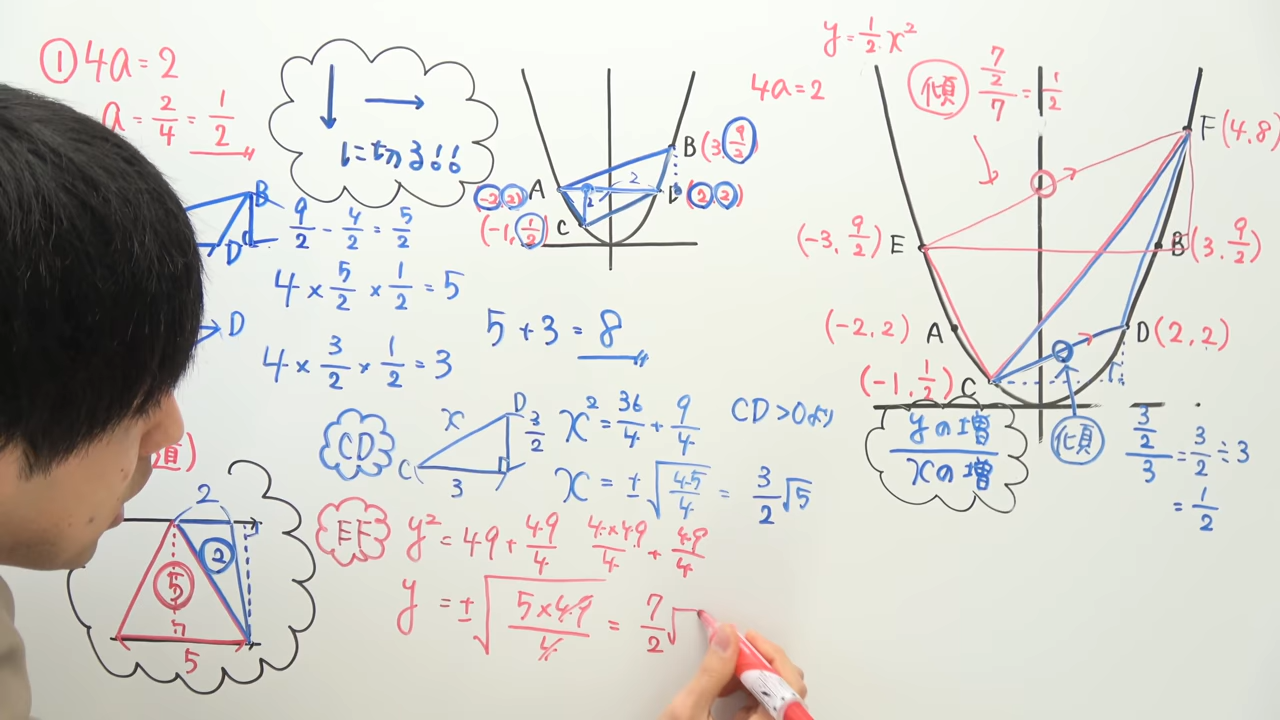 ① 4a = 2
a = 2/4 = 1/2
↓ → に切る!!
B
D
9/2 - 4/2 = 5/2
4 × 5/2 × 1/2 = 5
D
4 × 3/2 × 1/2 = 3
5 + 3 = 8
A
B (3, 9/2)
(-2, 2)
D (2, 2)
C
(-1, 1/2)
2
4a = 2
y = 1/2 x²
傾 7/2/7 = 1/2
F (4, 8)
(-3, 9/2) E
B (3, 9/2)
(-2, 2) A
D (2, 2)
(-1, 1/2) C
yの増
xの増
傾 3/2/3 = 3/2 ÷ 3
= 1/2
CD
x
D
3/2
C
3
x² = 36/4 + 9/4
CD > 0より
x = ±√45/4 = 3/2 √5
EF
y² = 49 + 49/4
4×49/4 + 49/4
y = ±√5×49/4 = 7/2 √
2
②
⑤
7
5